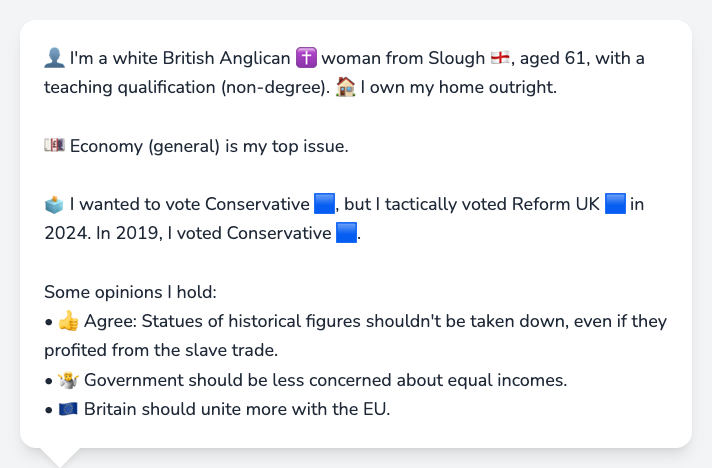 👤 I'm a white British Anglican ✝️ woman from Slough 🏴󠁧󠁢󠁥󠁮󠁧󠁿, aged 61, with a
teaching qualification (non-degree). 🏠 I own my home outright.
💷 Economy (general) is my top issue.
🗳️ I wanted to vote Conservative 🟦, but I tactically voted Reform UK 🟦 in
2024. In 2019, I voted Conservative 🟦.
Some opinions I hold:
• 👍 Agree: Statues of historical figures shouldn't be taken down, even if they
profited from the slave trade.
• 🤷 Government should be less concerned about equal incomes.
• 🇪🇺 Britain should unite more with the EU.